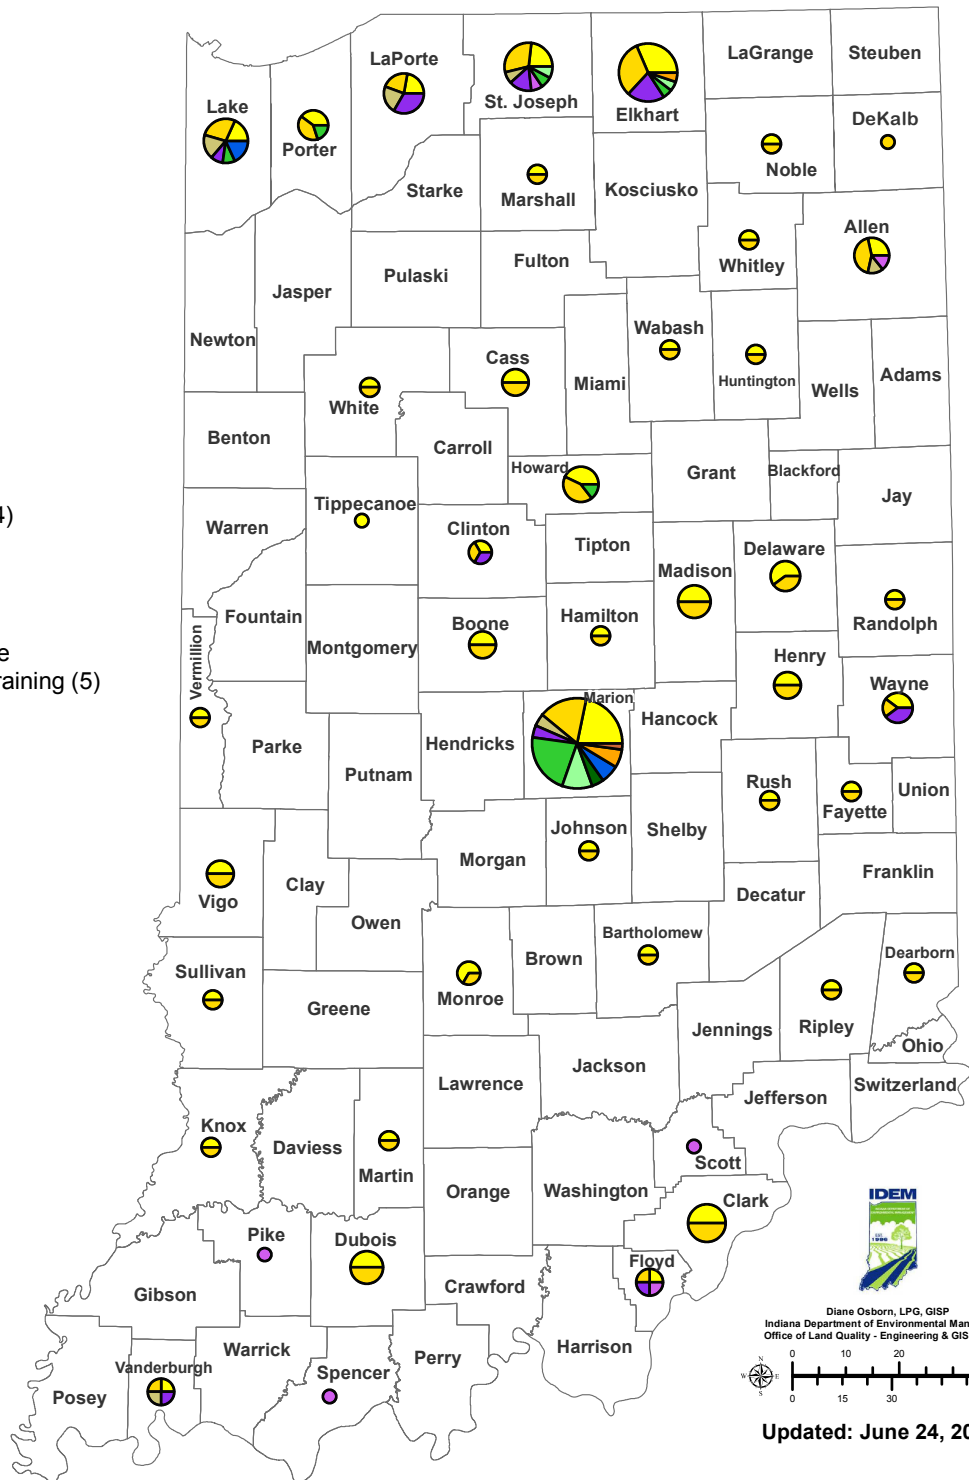 LaPorte
St. Joseph
Elkhart
LaGrange
Steuben
Lake
Porter
DeKalb
Noble
Starke
Marshall
Kosciusko
Allen
Whitley
Pulaski
Fulton
Jasper
Newton
Wabash
Cass
Miami
Huntington
Wells
Adams
White
Benton
Carroll
Howard
Grant
Blackford
Jay
4)
Tippecanoe
Warren
Clinton
Tipton
Delaware
Madison
Fountain
Boone
Hamilton
Randolph
e
Montgomery
Henry
raining (5)
Vermillion
Wayne
Marion
Hancock
Parke
Hendricks
Putnam
Rush
Union
Fayette
Johnson
Shelby
Morgan
Franklin
Clay
Vigo
Decatur
Owen
Bartholomew
Brown
Dearborn
Sullivan
Monroe
Greene
Jennings
Ripley
Ohio
Jackson
Lawrence
Switzerland
Jefferson
Knox
Daviess
Martin
Scott
Orange
Washington
Clark
IDEM
EST.
1986
Pike
Dubois
Floyd
Gibson
Crawford
Harrison
Warrick
Perry
Vanderburgh
Spencer
Posey
Diane Osborn, LPG, GISP
Indiana Department of Environmental Man
Office of Land Quality - Engineering & GIS
0 10 20
N
W E
S
0 15 30
Updated: June 24, 20